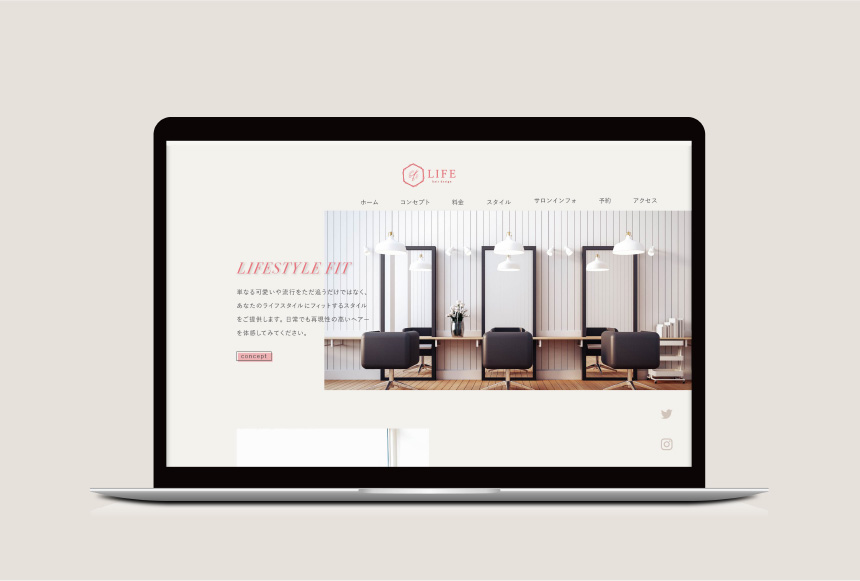 LIFE
hair design
ホーム コンセプト 料金 スタイル サロンインフォ 予約 アクセス
LIFESTYLE FIT
単なる可愛いや流行をただ追うだけではなく、
あなたのライフスタイルにフィットするスタイル
をご提供します。日常でも再現性の高いヘアー
を体感してみてください。
concept